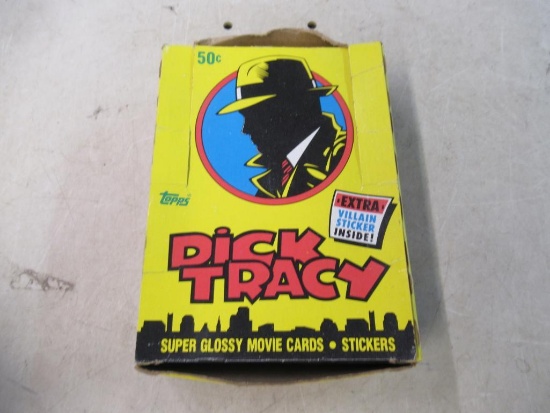 50¢
topps
EXTRA
VILLAIN
STICKER
INSIDE!
DICK
TRACY
SUPER GLOSSY MOVIE CARDS • STICKERS